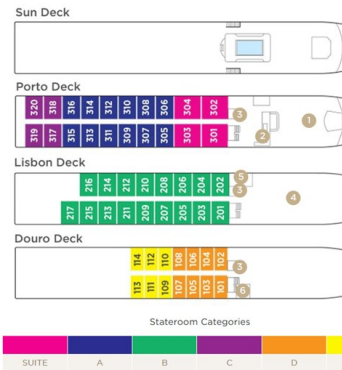 Sun Deck
Porto Deck
320 318 316 314 312 310 308 306 304 302
3
1
2
319 317 315 313 311 309 307 305 303 301
Lisbon Deck
5
216 214 212 210 208 206 204 202
3
4
217 215 213 211 209 207 205 203 201
Douro Deck
114 112 110 108 106 104 102
3
113 111 109 107 105 103 101
6
Stateroom Categories
SUITE A B C D